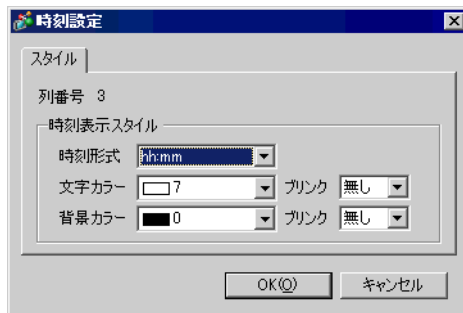 時刻設定
スタイル
列番号 3
時刻表示スタイル
時刻形式 hh:mm
文字カラー 7 ブリンク 無し
背景カラー 0 ブリンク 無し
OK(O) キャンセル